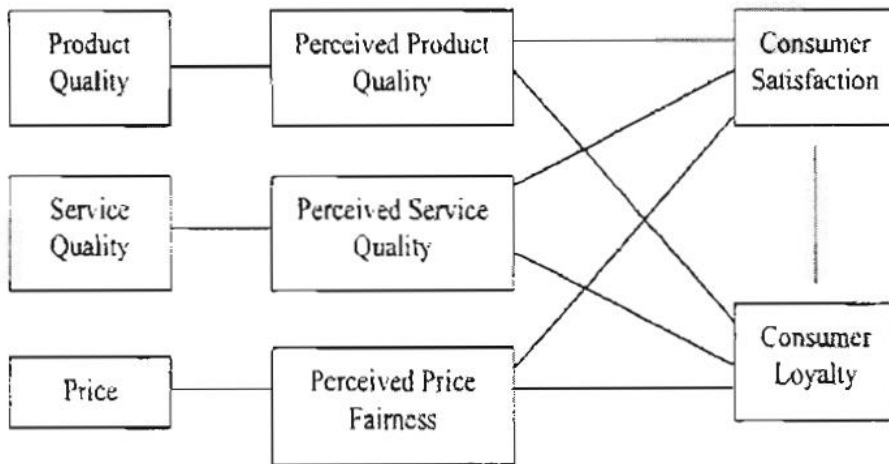 Product
Quality
Perceived Product
Quality
Consumer
Satisfaction
Service
Quality
Perceived Service
Quality
Price
Perceived Price
Fairness
Consumer
Loyalty